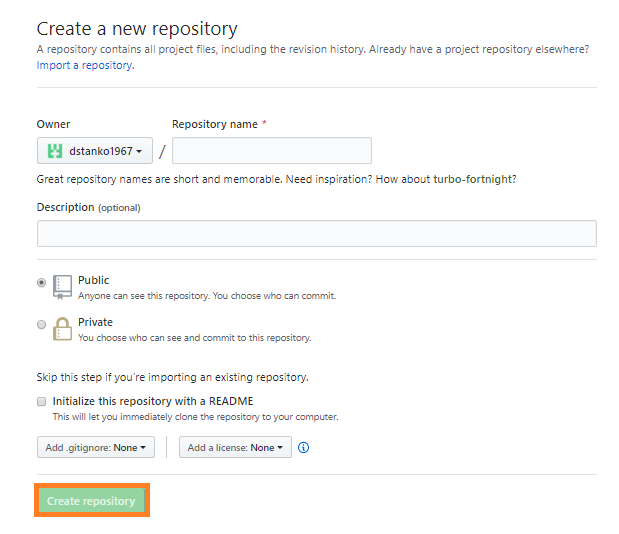 Create a new repository
A repository contains all project files, including the revision history. Already have a project repository elsewhere?
Import a repository.
Owner
Repository name *
dstanko1967
/
Great repository names are short and memorable. Need inspiration? How about turbo-fortnight?
Description (optional)
Public
Anyone can see this repository. You choose who can commit.
Private
You choose who can see and commit to this repository.
Skip this step if you're importing an existing repository.
Initialize this repository with a README
This will let you immediately clone the repository to your computer.
Add .gitignore: None
Add a license: None
Create repository